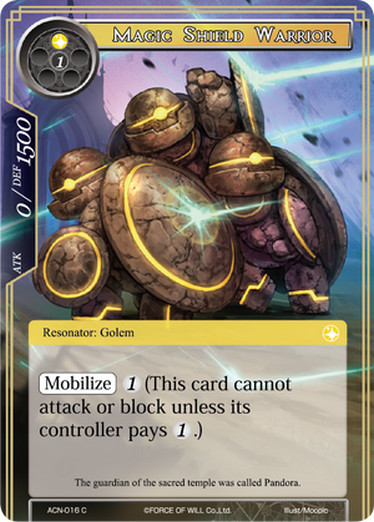 Magic Shield Warrior
1
ATK 0 / DEF 1500
Resonator: Golem
Mobilize 1 (This card cannot
attack or block unless its
controller pays 1 .)
The guardian of the sacred temple was called Pandora.
ACN-016 C ©FORCE OF WILL Co.,Ltd. Illust/Moopic